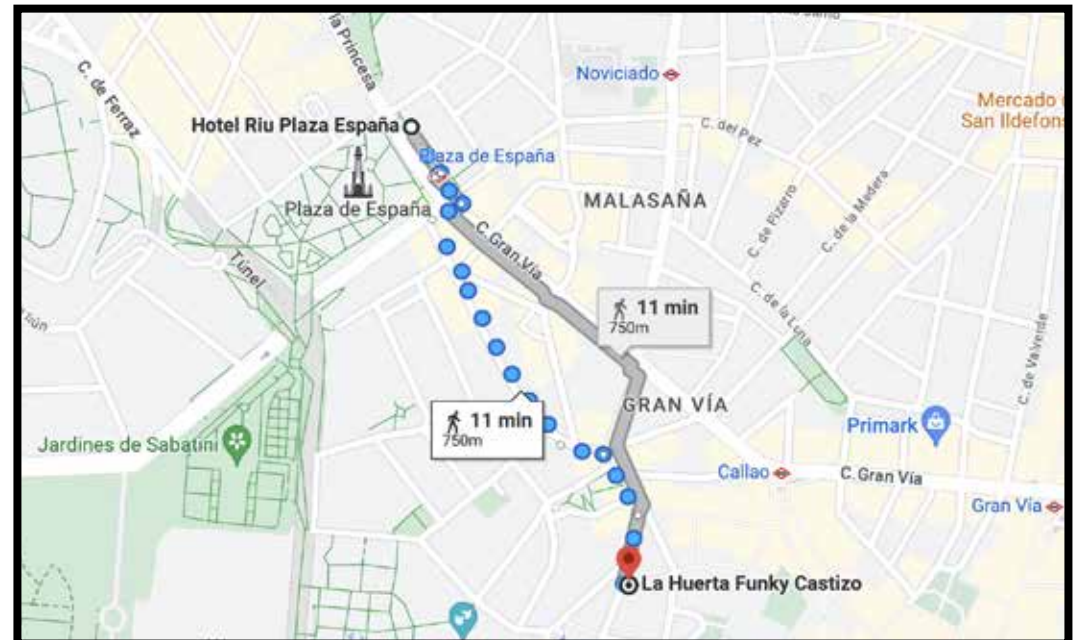 la Princesa
C. de Ferraz
Noviciado
Mercado
San Ildefons
Hotel Riu Plaza España
C. del Pez
Plaza de España
Plaza de España
MALASAÑA
C. de Pizarro
C. de la Madera
C. Gran Vía
Túnel
11 min
750m
C. de la Luna
C. de Valverde
GRAN VÍA
11 min
750m
Primark
Jardines de Sabatini
Callao
C. Gran Vía
Gran Vía
La Huerta Funky Castizo